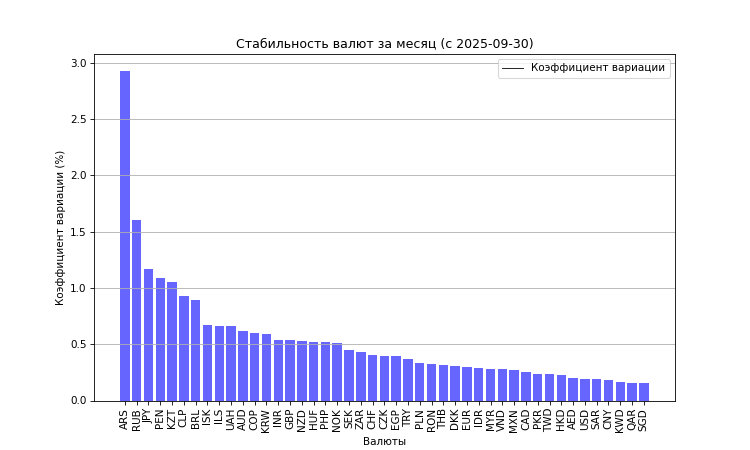 Стабильность валют за месяц (с 2025-09-30)
Коэффициент вариации
Коэффициент вариации (%)
3.0
2.5
2.0
1.5
1.0
0.5
0.0
ARS RUB JPY PEN KZT CLP BRL ISK ILS UAH AUD COP KRW INR GBP NZD HUF PHP NOK SEK ZAR CHF CZK EGP TRY PLN RON THB DKK EUR IDR MYR VND MXN CAD PKR TWD HKD AED USD SAR CNY KWD QAR SGD
Валюты